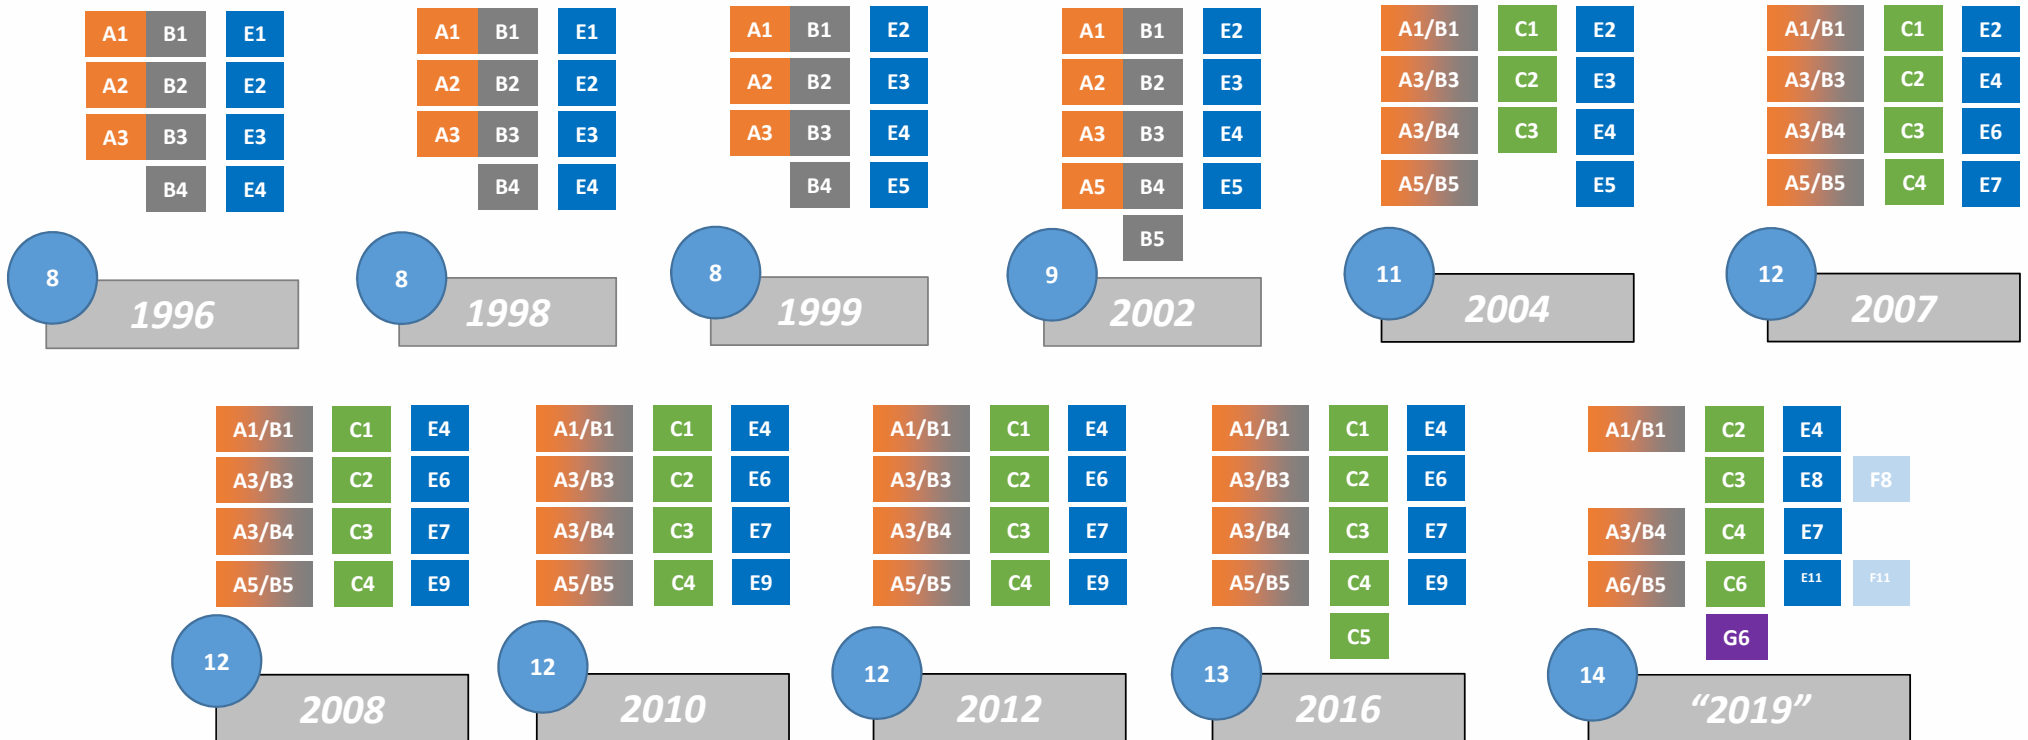 A1 B1 E1
A2 B2 E2
A3 B3 E3
B4 E4
8
1996
A1 B1 E1
A2 B2 E2
A3 B3 E3
B4 E4
8
1998
A1 B1 E2
A2 B2 E3
A3 B3 E4
B4 E5
8
1999
A1 B1 E2
A2 B2 E3
A3 B3 E4
A5 B4 E5
B5
9
2002
A1/B1 C1 E2
A3/B3 C2 E3
A3/B4 C3 E4
A5/B5 E5
11
2004
A1/B1 C1 E2
A3/B3 C2 E4
A3/B4 C3 E6
A5/B5 C4 E7
12
2007
A1/B1 C1 E4
A3/B3 C2 E6
A3/B4 C3 E7
A5/B5 C4 E9
12
2008
A1/B1 C1 E4
A3/B3 C2 E6
A3/B4 C3 E7
A5/B5 C4 E9
12
2010
A1/B1 C1 E4
A3/B3 C2 E6
A3/B4 C3 E7
A5/B5 C4 E9
12
2012
A1/B1 C1 E4
A3/B3 C2 E6
A3/B4 C3 E7
A5/B5 C4 E9
C5
13
2016
A1/B1 C2 E4
C3 E8 F8
A3/B4 C4 E7
A6/B5 C6 E11 F11
G6
14
“2019”